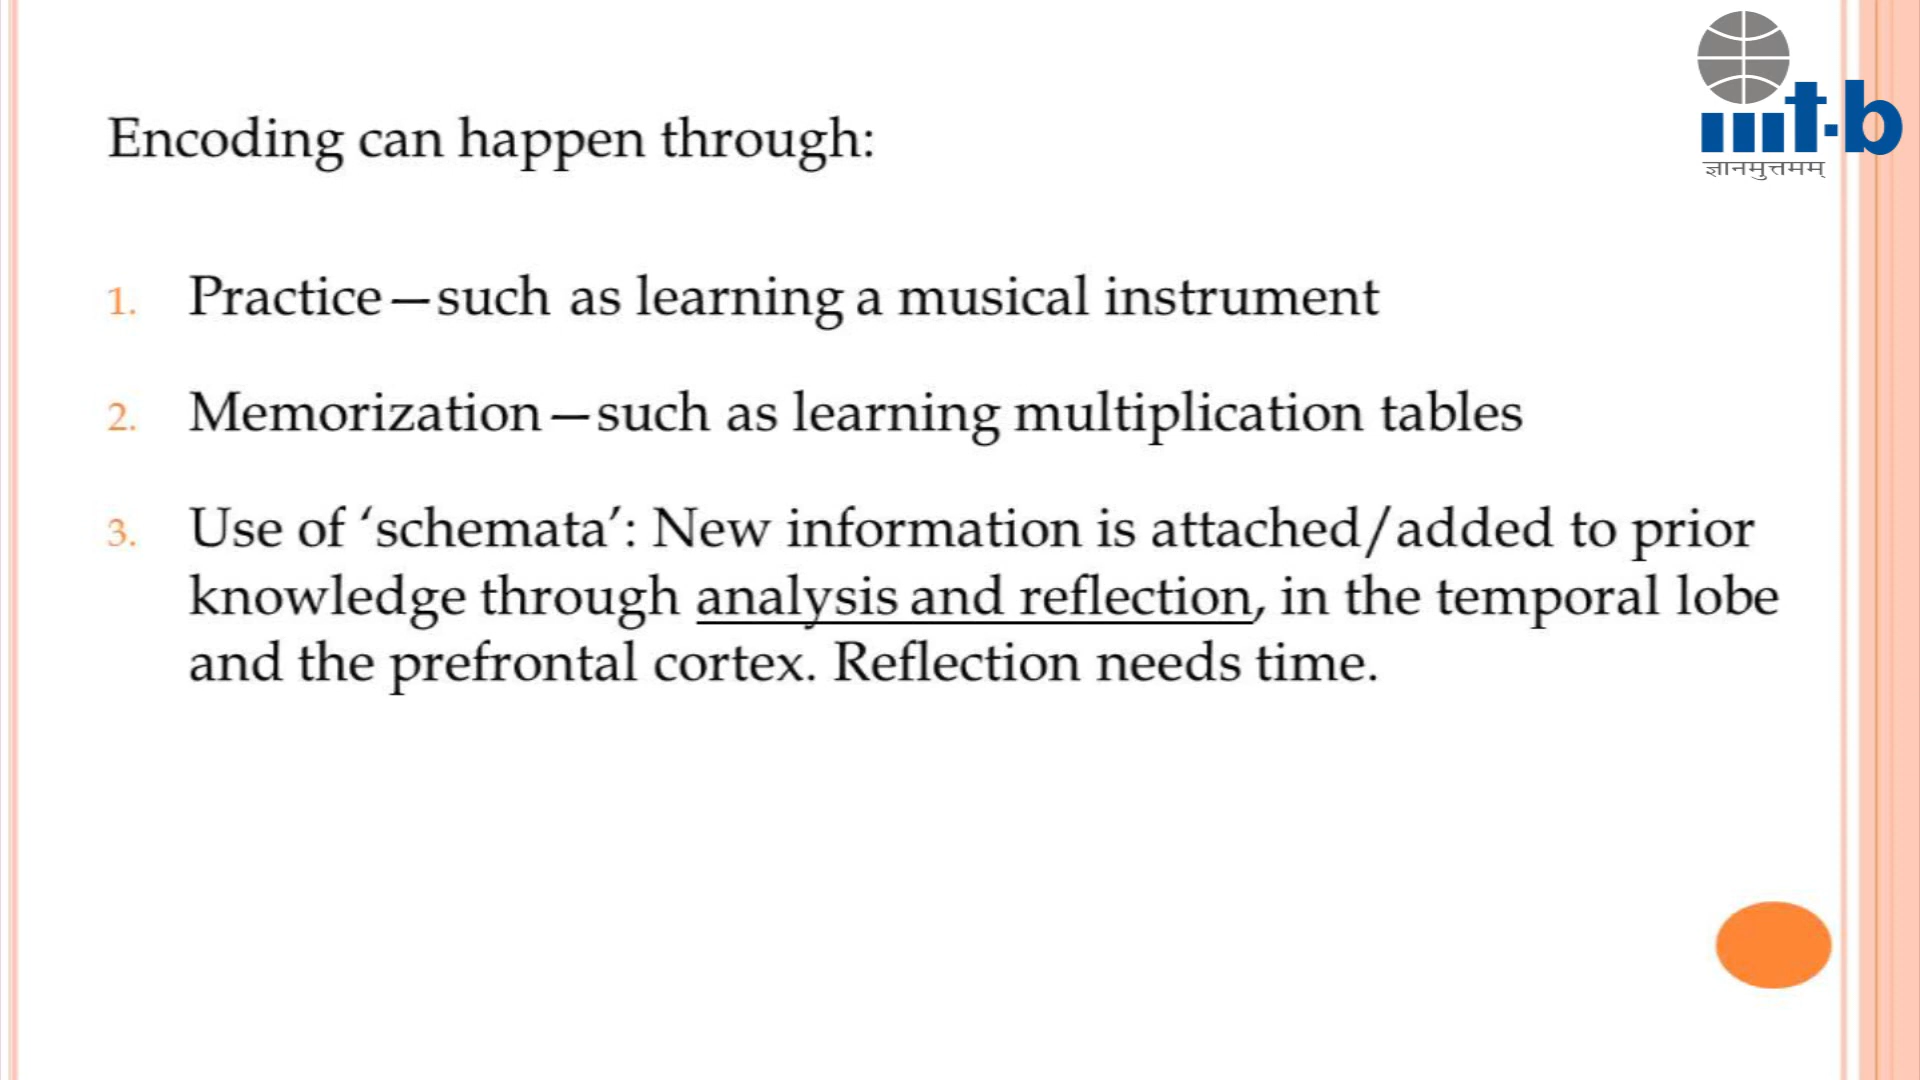 iiit-b
ज्ञानमुत्तमम्
Encoding can happen through:
1. Practice—such as learning a musical instrument
2. Memorization—such as learning multiplication tables
3. Use of ‘schemata’: New information is attached/added to prior
knowledge through analysis and reflection, in the temporal lobe
and the prefrontal cortex. Reflection needs time.